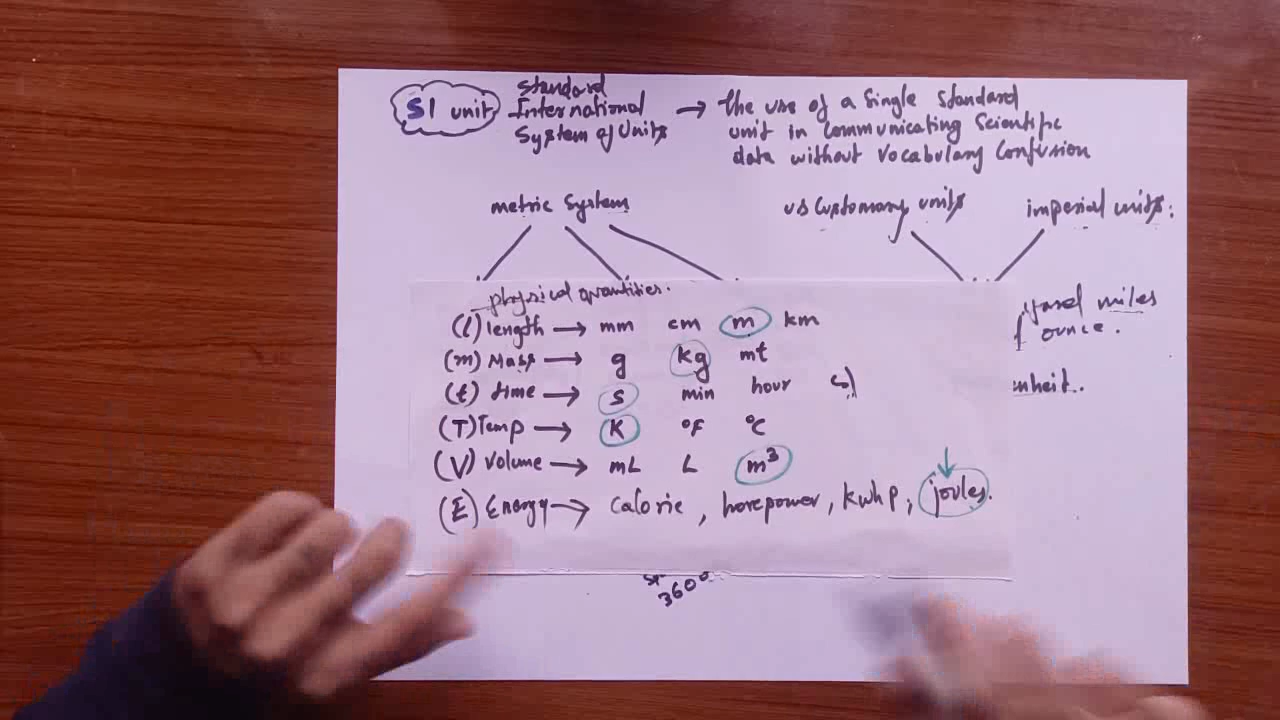 SI unit
Standard
International
System of Units
→ The use of a Single Standard
unit in Communicating Scientific
data without Vocabulary Confusion
metric System
us Customary units
imperial units:
physical quantities.
(l) length → mm cm m km
(m) Mass → g kg mt
(t) time → s min hour
(T) Temp → K °F °C
(V) Volume → mL L m³
(E) Energy → calorie, horepower, kwhp, joules.
yard miles
ounce.
nheit..
360°